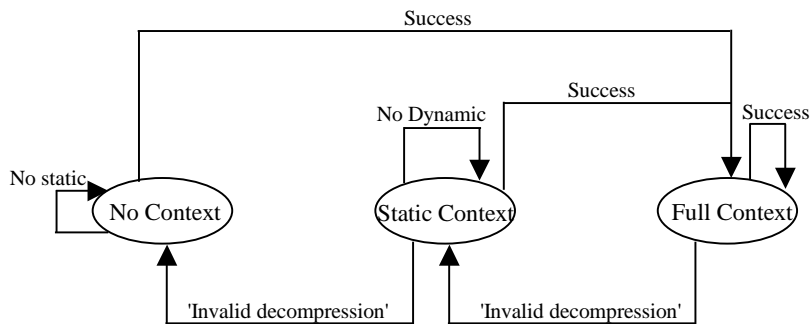 Success
Success
No Dynamic
Success
No static
No Context
Static Context
Full Context
'Invalid decompression'
'Invalid decompression'